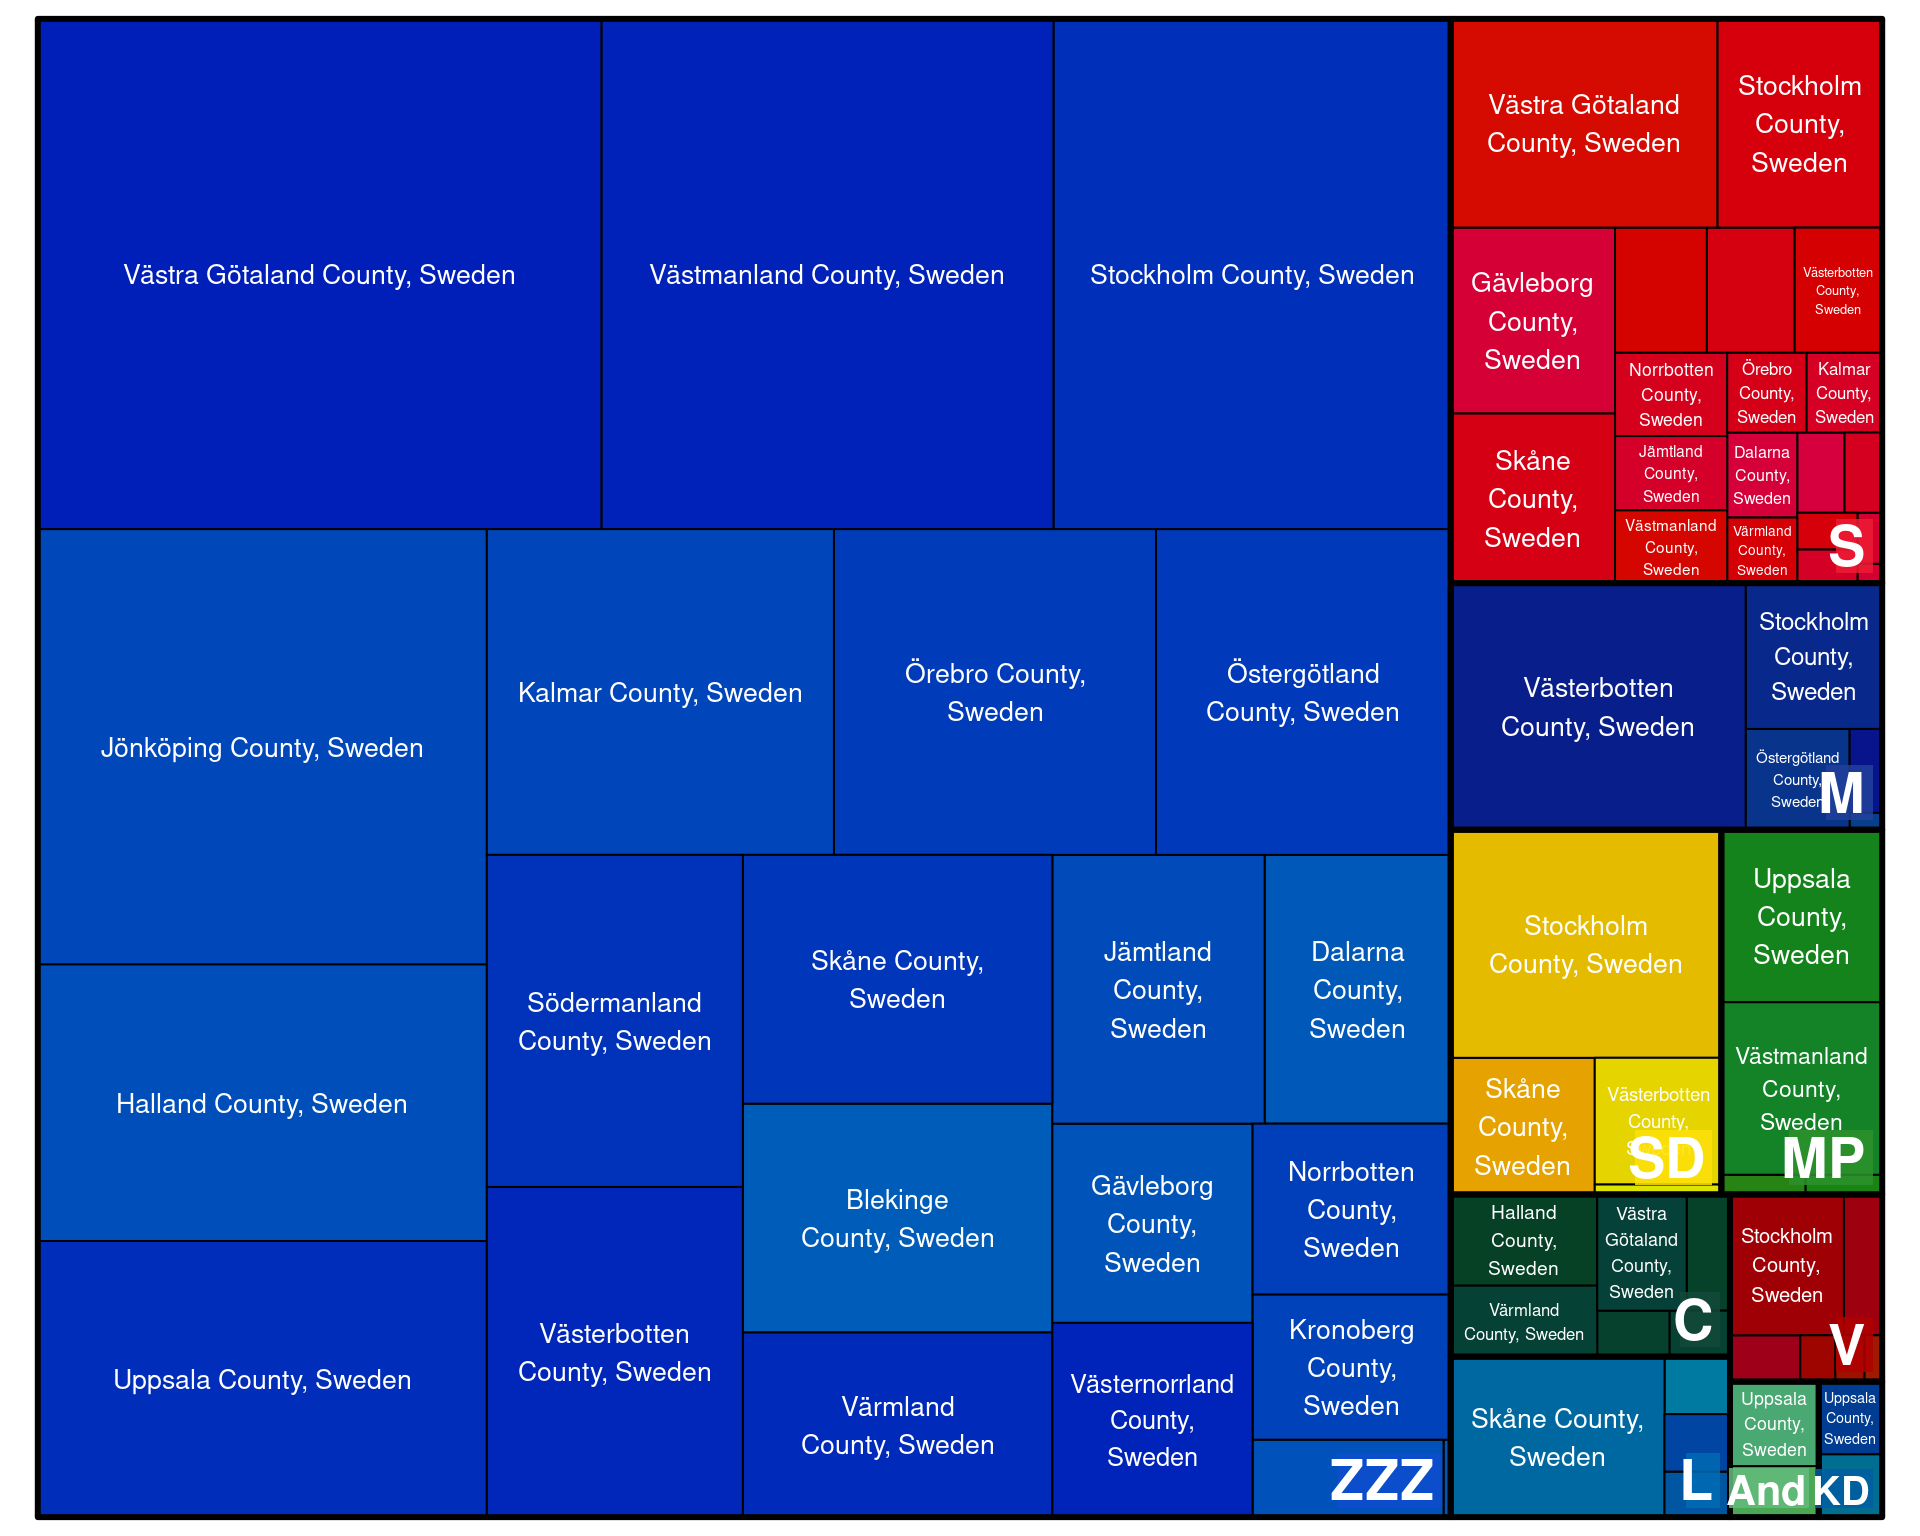 Västra Götaland County, Sweden
Västmanland County, Sweden
Stockholm County, Sweden
Jönköping County, Sweden
Kalmar County, Sweden
Örebro County,
Sweden
Östergötland
County, Sweden
Halland County, Sweden
Uppsala County, Sweden
Södermanland
County, Sweden
Skåne County,
Sweden
Jämtland
County,
Sweden
Dalarna
County,
Sweden
Blekinge
County, Sweden
Gävleborg
County,
Sweden
Norrbotten
County,
Sweden
Västerbotten
County, Sweden
Värmland
County, Sweden
Västernorrland
County,
Sweden
Kronoberg
County,
Sweden
ZZZ
Västra Götaland
County, Sweden
Stockholm
County,
Sweden
Gävleborg
County,
Sweden
Västerbotten
County,
Sweden
Skåne
County,
Sweden
Norrbotten
County,
Sweden
Örebro
County,
Sweden
Kalmar
County,
Sweden
Jämtland
County,
Sweden
Dalarna
County,
Sweden
Västmanland
County,
Sweden
Värmland
County,
Sweden
S
Västerbotten
County, Sweden
Stockholm
County,
Sweden
Östergötland
County,
Sweden
M
Stockholm
County, Sweden
Skåne
County,
Sweden
Västerbotten
County,
SD
Uppsala
County,
Sweden
Västmanland
County,
Sweden
MP
Halland
County,
Sweden
Västra
Götaland
County,
Sweden
Värmland
County, Sweden
C
Stockholm
County,
Sweden
V
Skåne County,
Sweden
L
Uppsala
County,
Sweden
And
Uppsala
County,
Sweden
KD